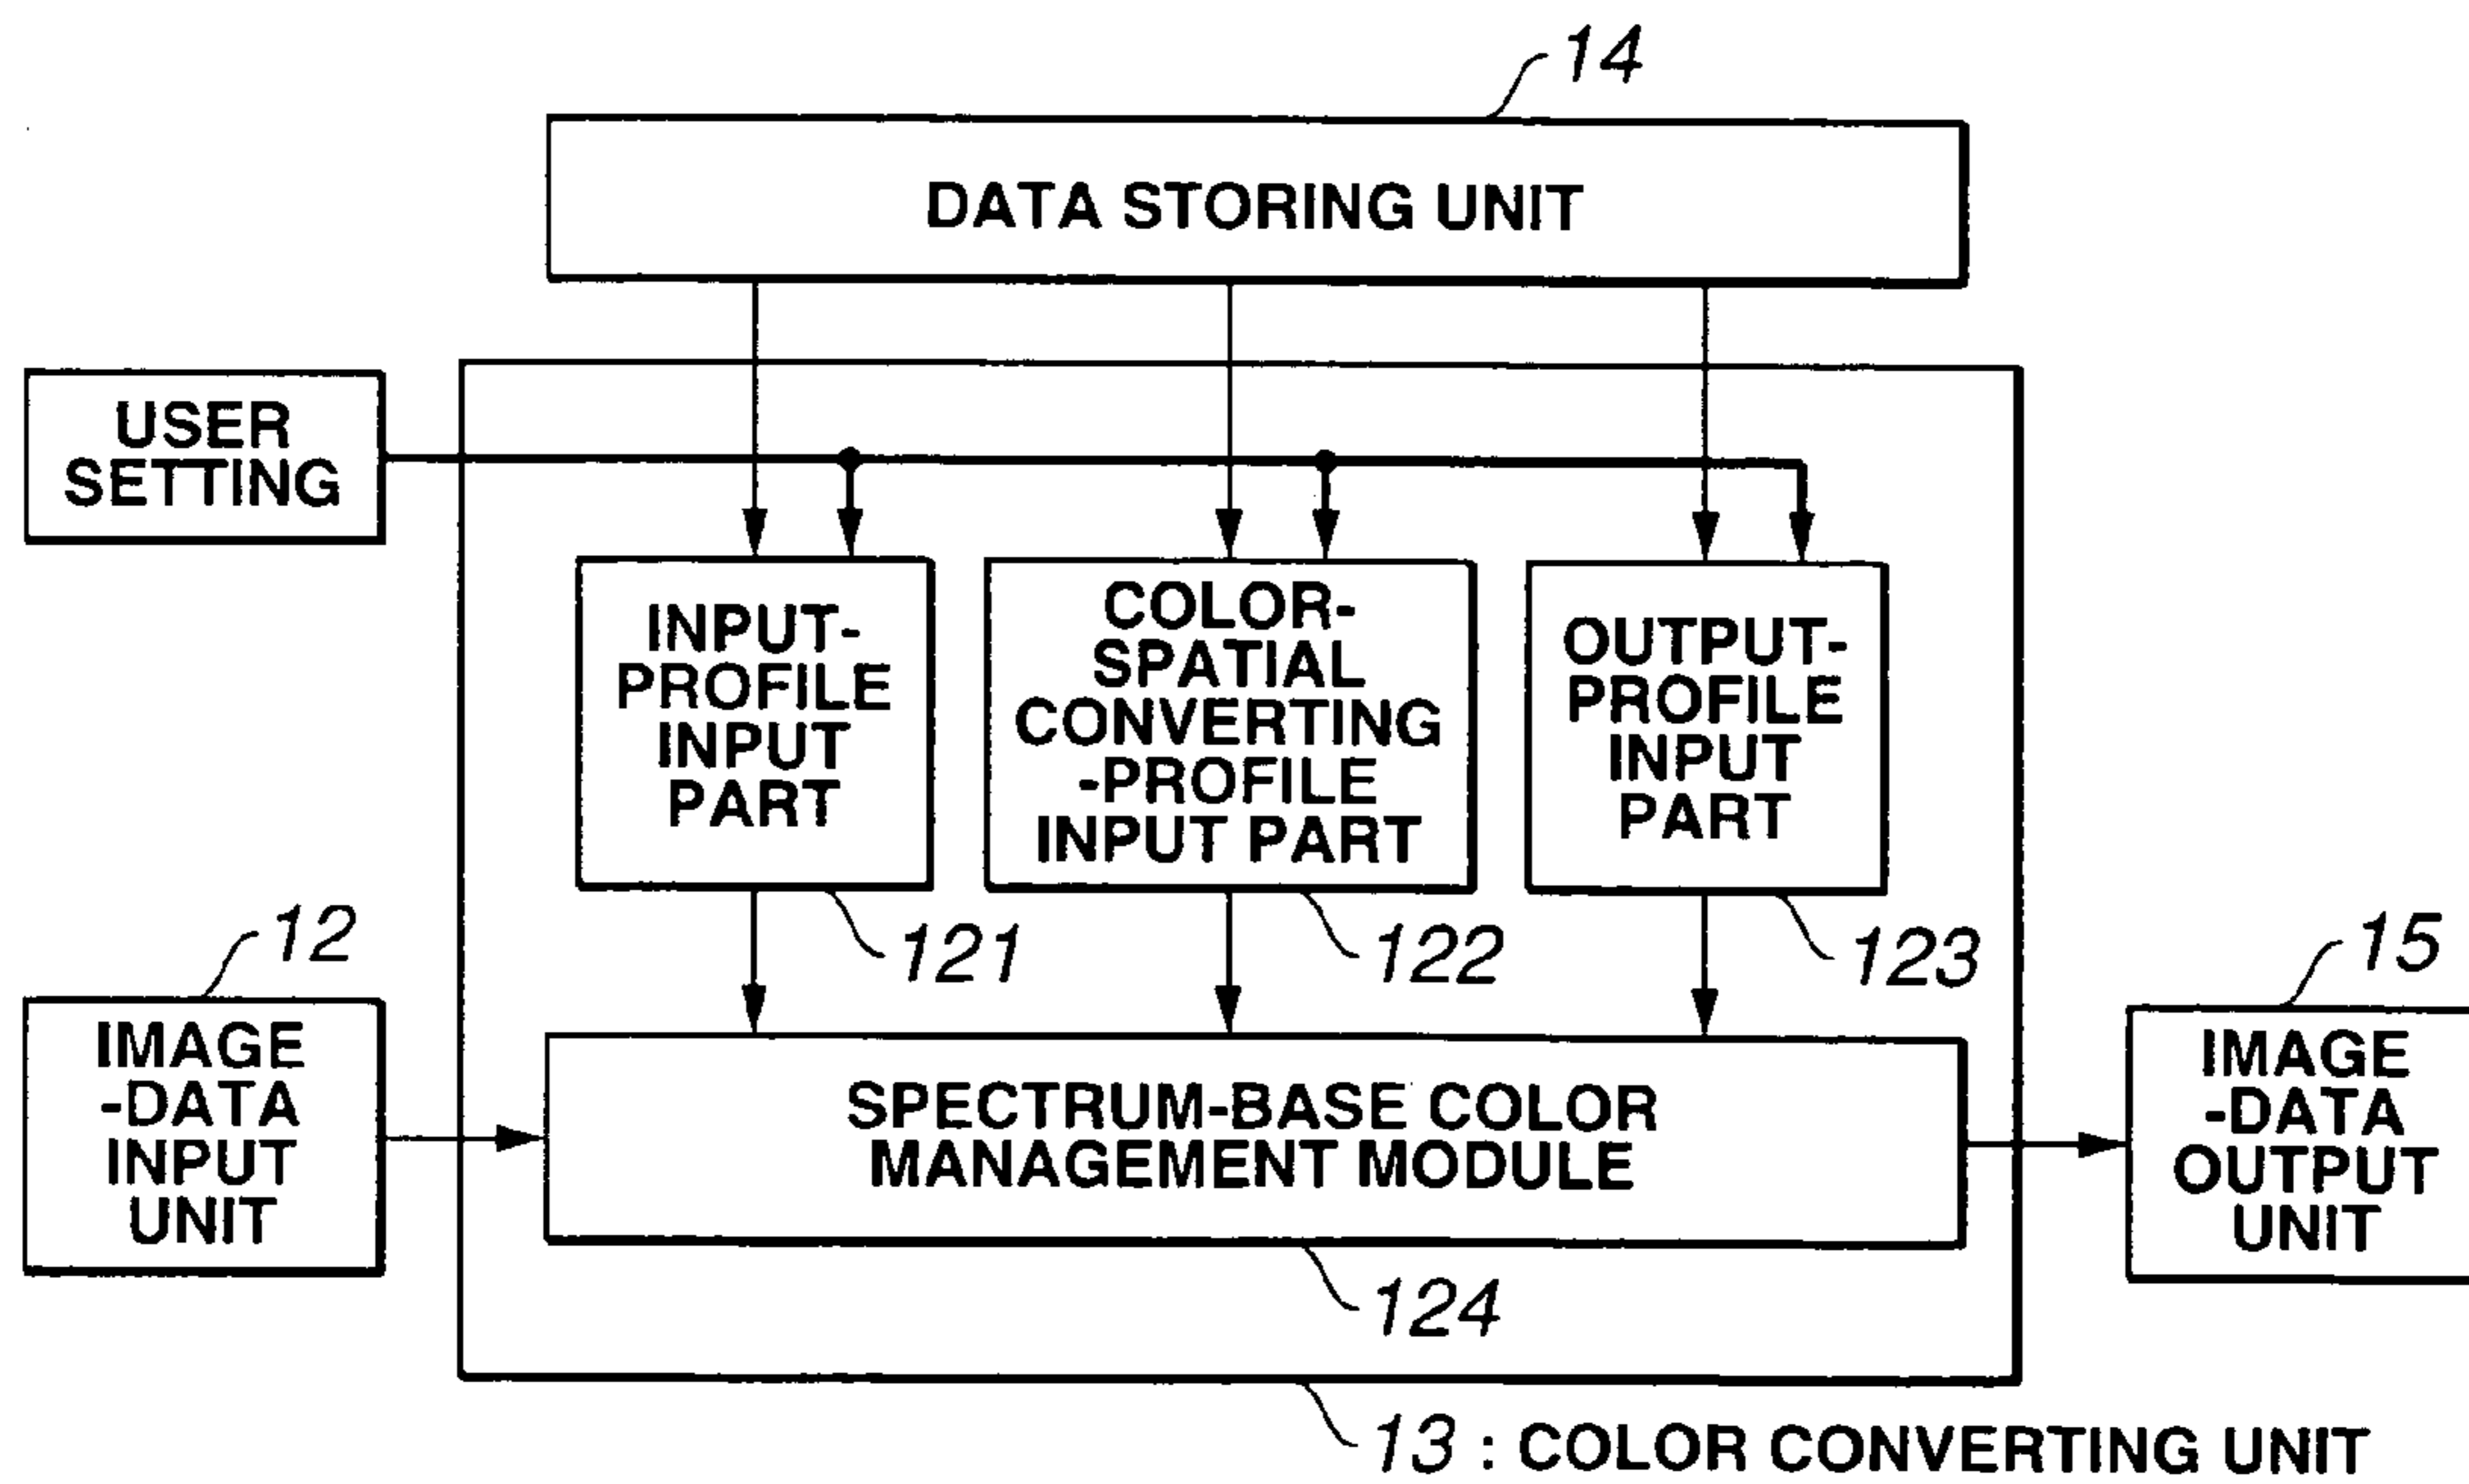 14
DATA STORING UNIT
USER
SETTING
INPUT-
PROFILE
INPUT
PART
COLOR-
SPATIAL
CONVERTING
-PROFILE
INPUT PART
OUTPUT-
PROFILE
INPUT
PART
121
122
123
12
IMAGE
-DATA
INPUT
UNIT
SPECTRUM-BASE COLOR
MANAGEMENT MODULE
124
15
IMAGE
-DATA
OUTPUT
UNIT
13 : COLOR CONVERTING UNIT